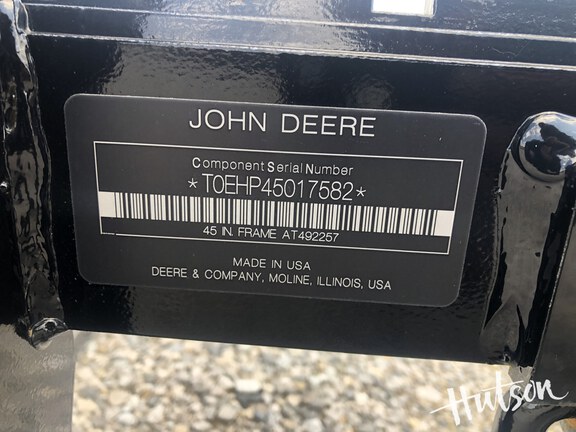 JOHN DEERE
Component Serial Number
*T0EHP45017582*
45 IN. FRAME AT492257
MADE IN USA
DEERE & COMPANY, MOLINE, ILLINOIS, USA
Hutson